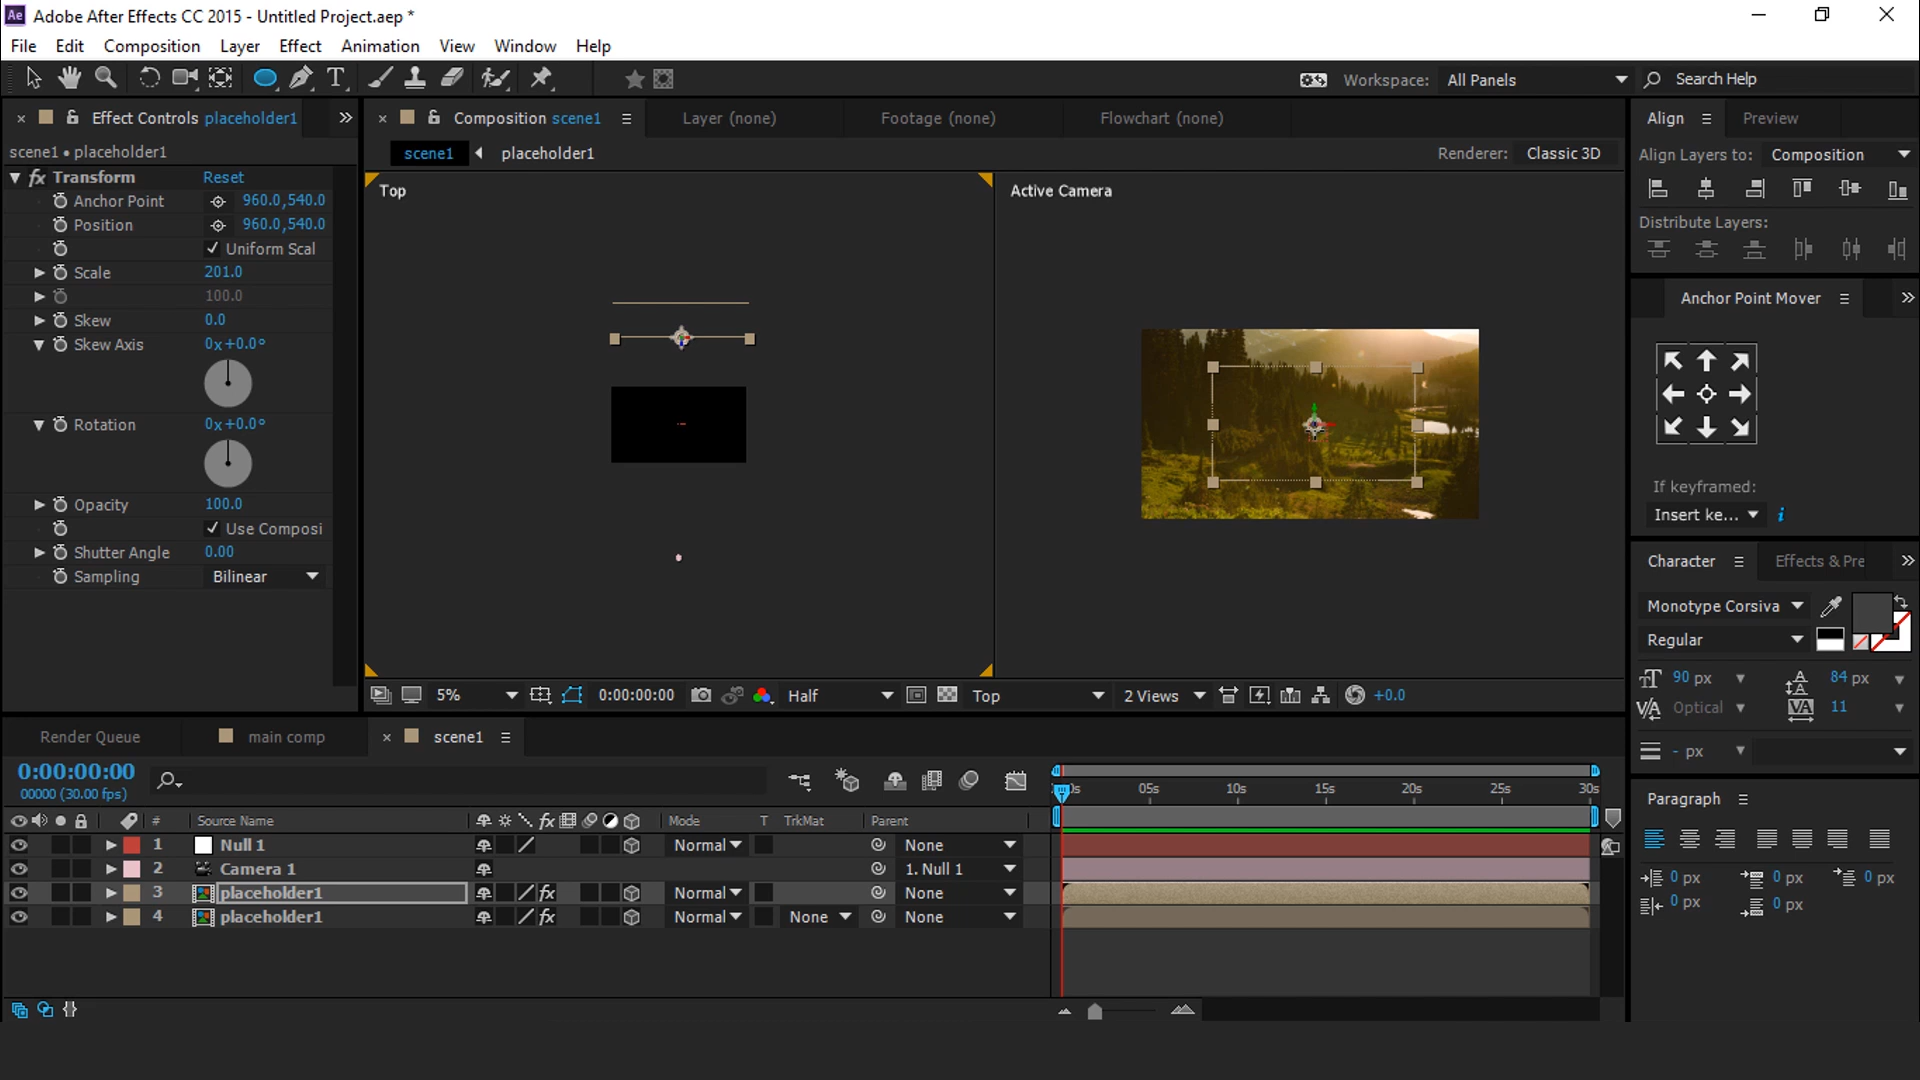 Ae Adobe After Effects CC 2015 - Untitled Project.aep *
File Edit Composition Layer Effect Animation View Window Help
T Workspace: All Panels Search Help
Effect Controls placeholder1 Composition scene1 Layer (none) Footage (none) Flowchart (none) Align Preview
scene1 • placeholder1 scene1 placeholder1 Renderer: Classic 3D Align Layers to: Composition
fx Transform Reset
Top Active Camera
Anchor Point 960.0,540.0
Position 960.0,540.0
Distribute Layers:
Uniform Scal
Scale 201.0
100.0
Anchor Point Mover
Skew 0.0
Skew Axis 0x+0.0°
Rotation 0x+0.0°
If keyframed:
Insert ke... i
Opacity 100.0
Use Composi
Shutter Angle 0.00
Sampling Bilinear
Character Effects & Pre
Monotype Corsiva
Regular
90 px 84 px
Optical 11
- px
5% 0:00:00:00 Half Top 2 Views +0.0
Render Queue main comp scene1
0:00:00:00
00000 (30.00 fps)
05s 10s 15s 20s 25s 30s
Paragraph
# Source Name fx Mode T TrkMat Parent
1 Null 1 Normal None
2 Camera 1 1. Null 1
3 placeholder1 fx Normal None
4 placeholder1 fx Normal None None
0 px 0 px 0 px
0 px 0 px